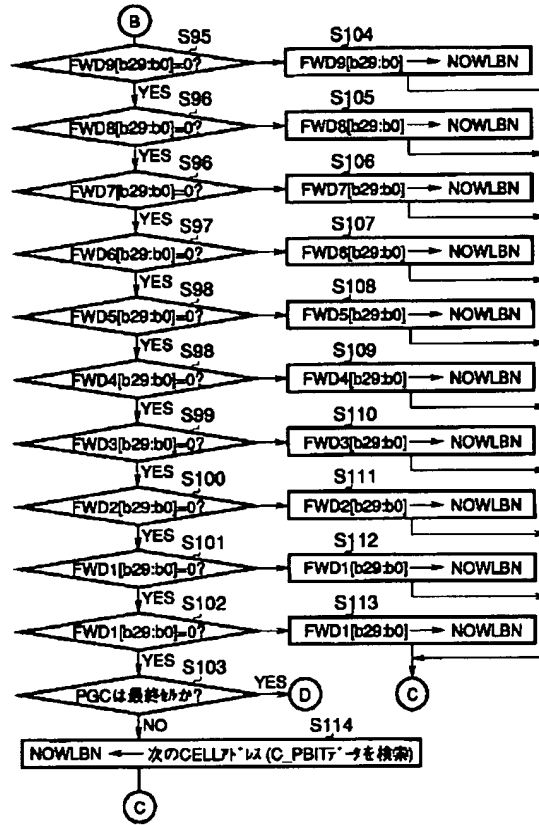 B
S95
S104
FWD9[b29:b0]=0?
FWD9[b29:b0] → NOWLBN
YES
S96
S105
FWD8[b29:b0]=0?
FWD8[b29:b0] → NOWLBN
YES
S96
S106
FWD7[b29:b0]=0?
FWD7[b29:b0] → NOWLBN
YES
S97
S107
FWD6[b29:b0]=0?
FWD6[b29:b0] → NOWLBN
YES
S98
S108
FWD5[b29:b0]=0?
FWD5[b29:b0] → NOWLBN
YES
S98
S109
FWD4[b29:b0]=0?
FWD4[b29:b0] → NOWLBN
YES
S99
S110
FWD3[b29:b0]=0?
FWD3[b29:b0] → NOWLBN
YES
S100
S111
FWD2[b29:b0]=0?
FWD2[b29:b0] → NOWLBN
YES
S101
S112
FWD1[b29:b0]=0?
FWD1[b29:b0] → NOWLBN
YES
S102
S113
FWD1[b29:b0]=0?
FWD1[b29:b0] → NOWLBN
YES
S103
PGCは最終ｾﾙか?
YES
D
C
NO
S114
NOWLBN ← 次のCELLｱﾄﾞﾚｽ(C_PBITﾃﾞｰﾀを検索)
C